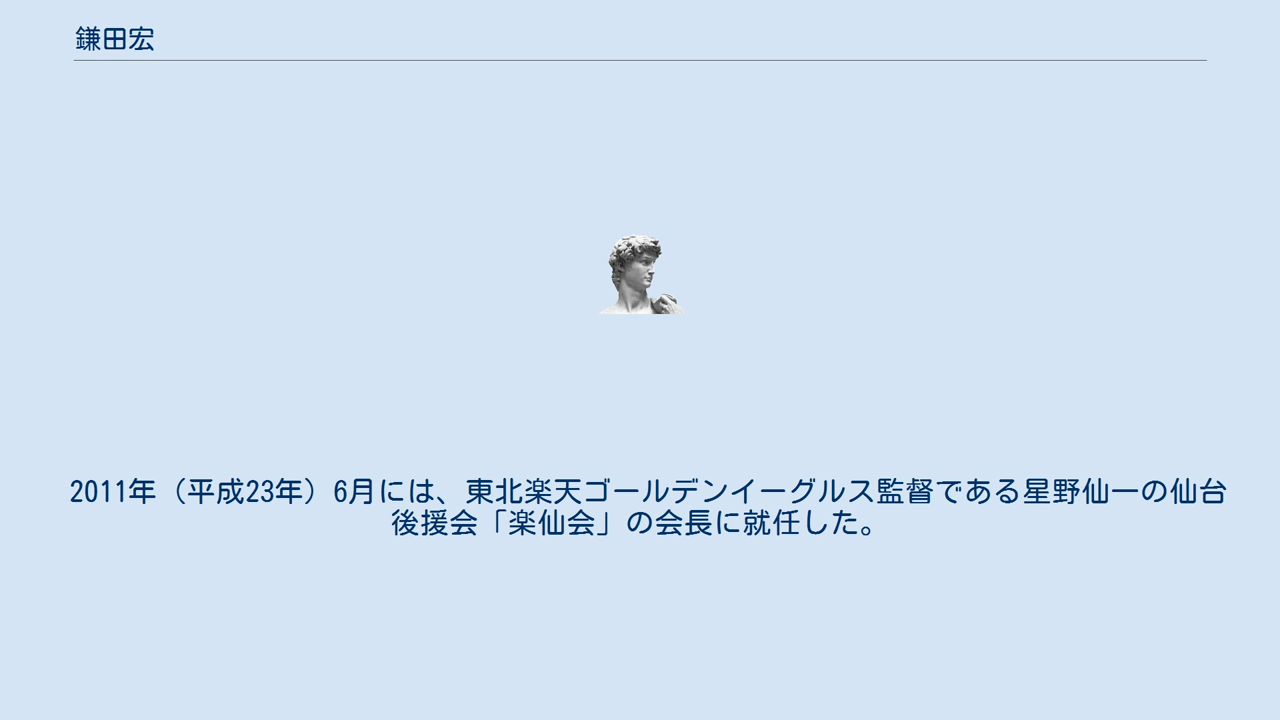 鎌田宏
2011年（平成23年）6月には、東北楽天ゴールデンイーグルス監督である星野仙一の仙台
後援会「楽仙会」の会長に就任した。